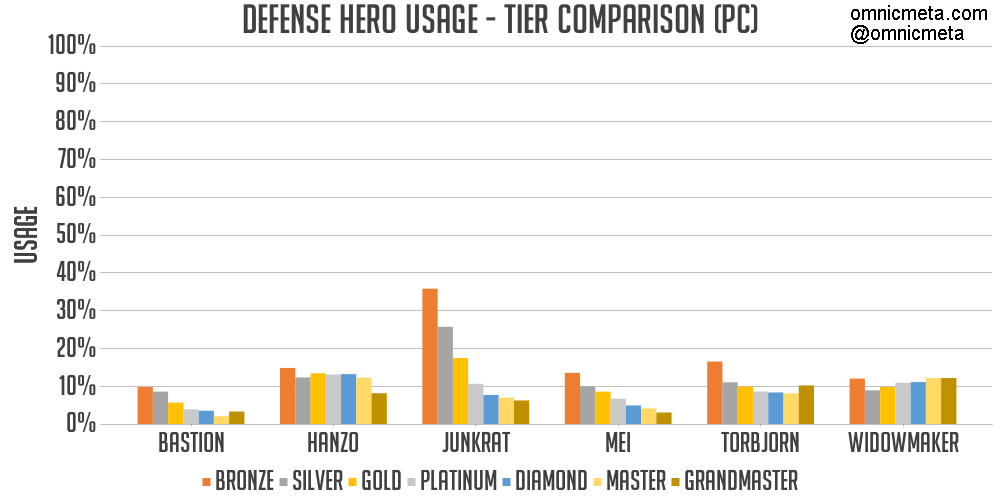 DEFENSE HERO USAGE - TIER COMPARISON (PC)
omnicmeta.com
@omnicmeta
100%
90%
80%
70%
60%
50%
40%
30%
20%
10%
0%
USAGE
BASTION HANZO JUNKRAT MEI TORBJORN WIDOWMAKER
BRONZE SILVER GOLD PLATINUM DIAMOND MASTER GRANDMASTER